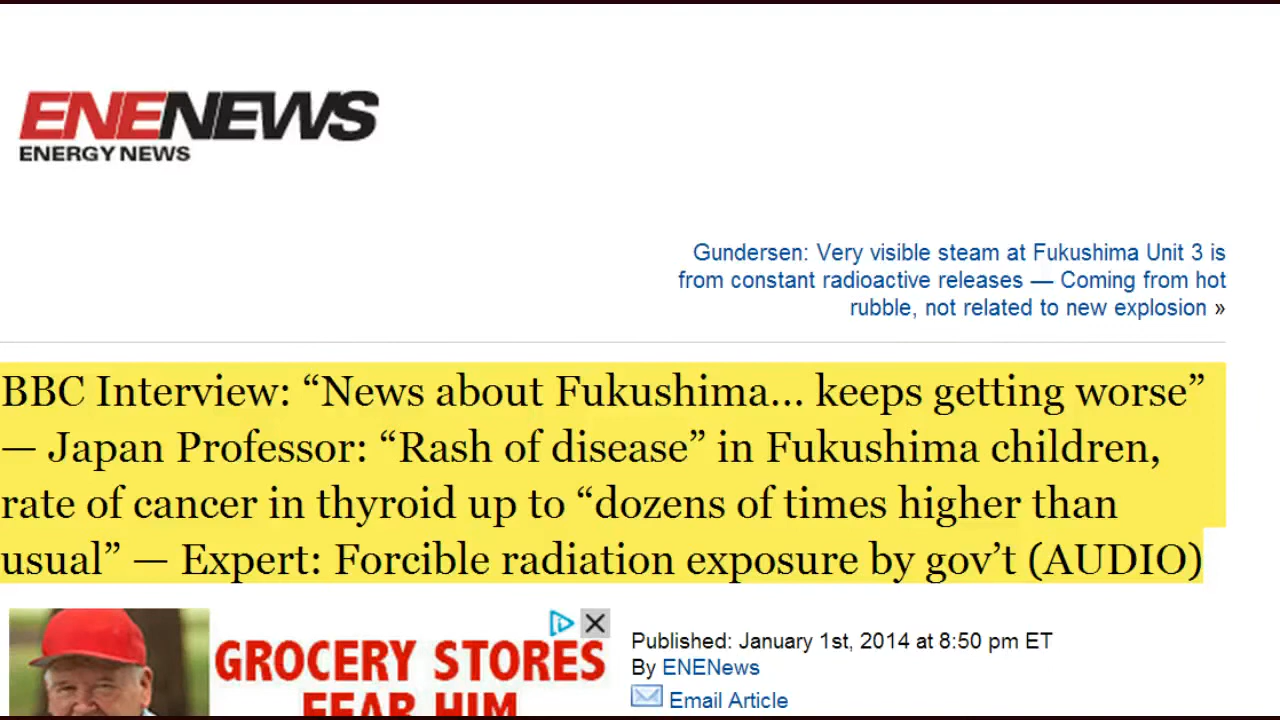 ENENEWS
ENERGY NEWS
Gundersen: Very visible steam at Fukushima Unit 3 is
from constant radioactive releases — Coming from hot
rubble, not related to new explosion »
BBC Interview: “News about Fukushima... keeps getting worse”
— Japan Professor: “Rash of disease” in Fukushima children,
rate of cancer in thyroid up to “dozens of times higher than
usual” — Expert: Forcible radiation exposure by gov’t (AUDIO)
GROCERY STORES
FEAR HIM
Published: January 1st, 2014 at 8:50 pm ET
By ENENews
Email Article